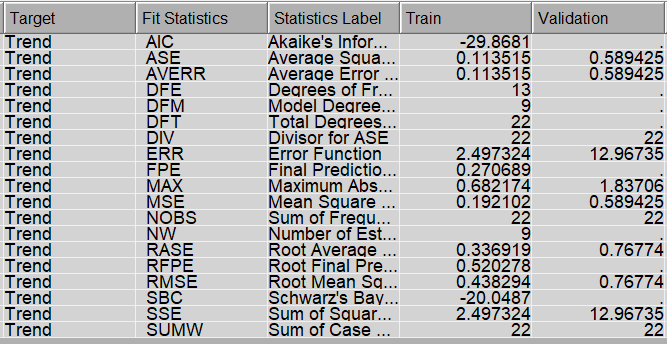 Target Fit Statistics Statistics Label Train Validation
Trend AIC Akaike's Infor... -29.8681 .
Trend ASE Average Squa... 0.113515 0.589425
Trend AVERR Average Error ... 0.113515 0.589425
Trend DFE Degrees of Fr... 13 .
Trend DFM Model Degree... 9 .
Trend DFT Total Degrees... 22 .
Trend DIV Divisor for ASE 22 22
Trend ERR Error Function 2.497324 12.96735
Trend FPE Final Predictio... 0.270689 .
Trend MAX Maximum Abs... 0.682174 1.83706
Trend MSE Mean Square ... 0.192102 0.589425
Trend NOBS Sum of Frequ... 22 22
Trend NW Number of Est... 9 .
Trend RASE Root Average ... 0.336919 0.76774
Trend RFPE Root Final Pre... 0.520278 .
Trend RMSE Root Mean Sq... 0.438294 0.76774
Trend SBC Schwarz's Bay... -20.0487 .
Trend SSE Sum of Squar... 2.497324 12.96735
Trend SUMW Sum of Case ... 22 22